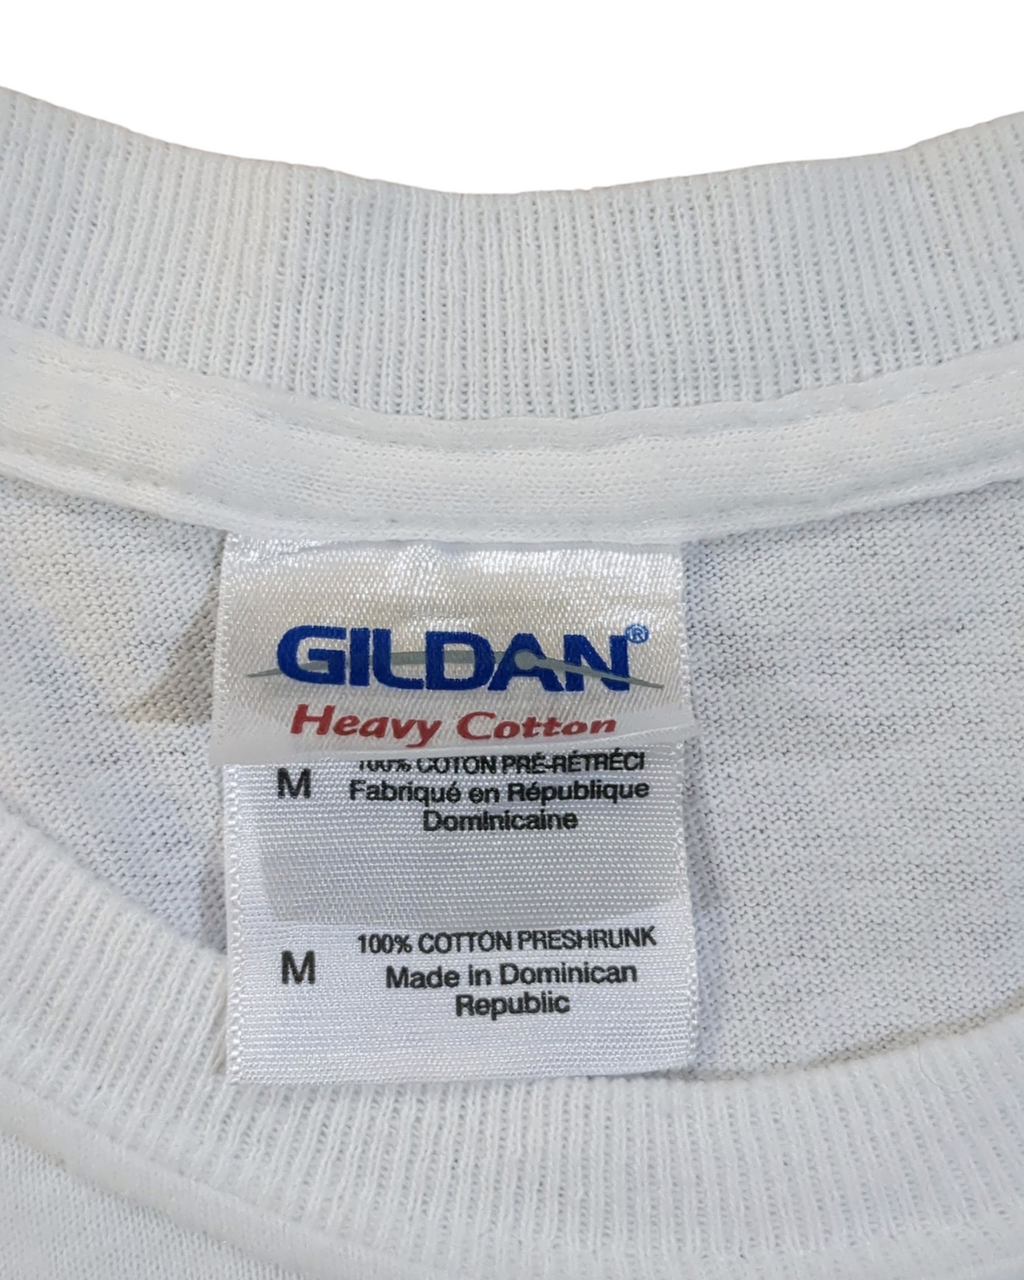 GILDAN®
Heavy Cotton
M
100% COTON PRÉ-RÉTRÉCI
Fabriqué en République
Dominicaine
M
100% COTTON PRESHRUNK
Made in Dominican
Republic